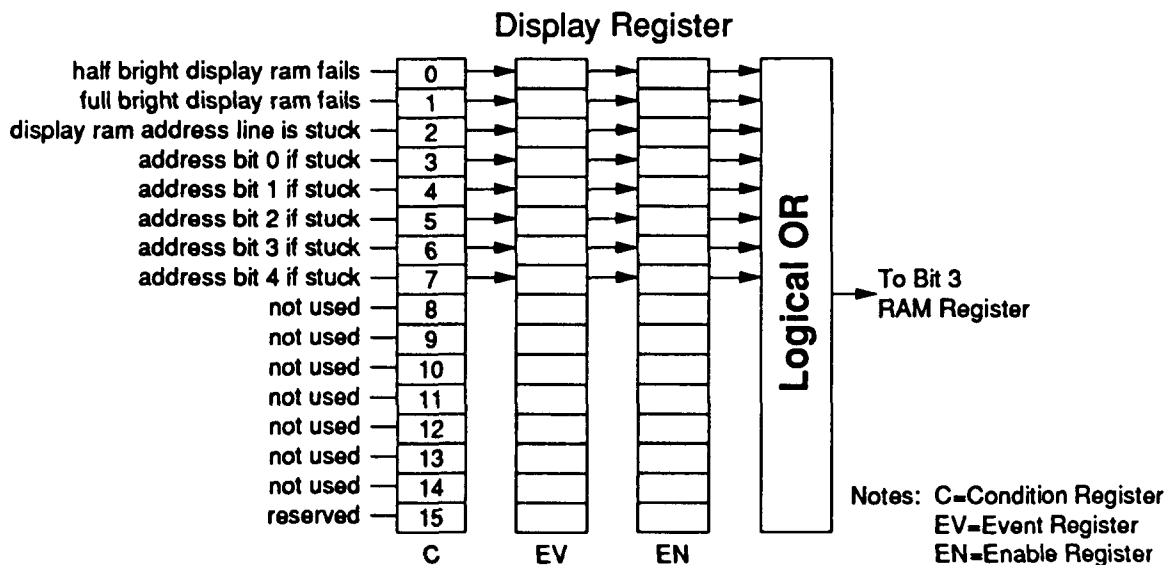 Display Register
half bright display ram fails 0
full bright display ram fails 1
display ram address line is stuck 2
address bit 0 if stuck 3
address bit 1 if stuck 4
address bit 2 if stuck 5
address bit 3 if stuck 6
address bit 4 if stuck 7
not used 8
not used 9
not used 10
not used 11
not used 12
not used 13
not used 14
reserved 15
C EV EN
Logical OR
To Bit 3
RAM Register
Notes: C=Condition Register
EV=Event Register
EN=Enable Register